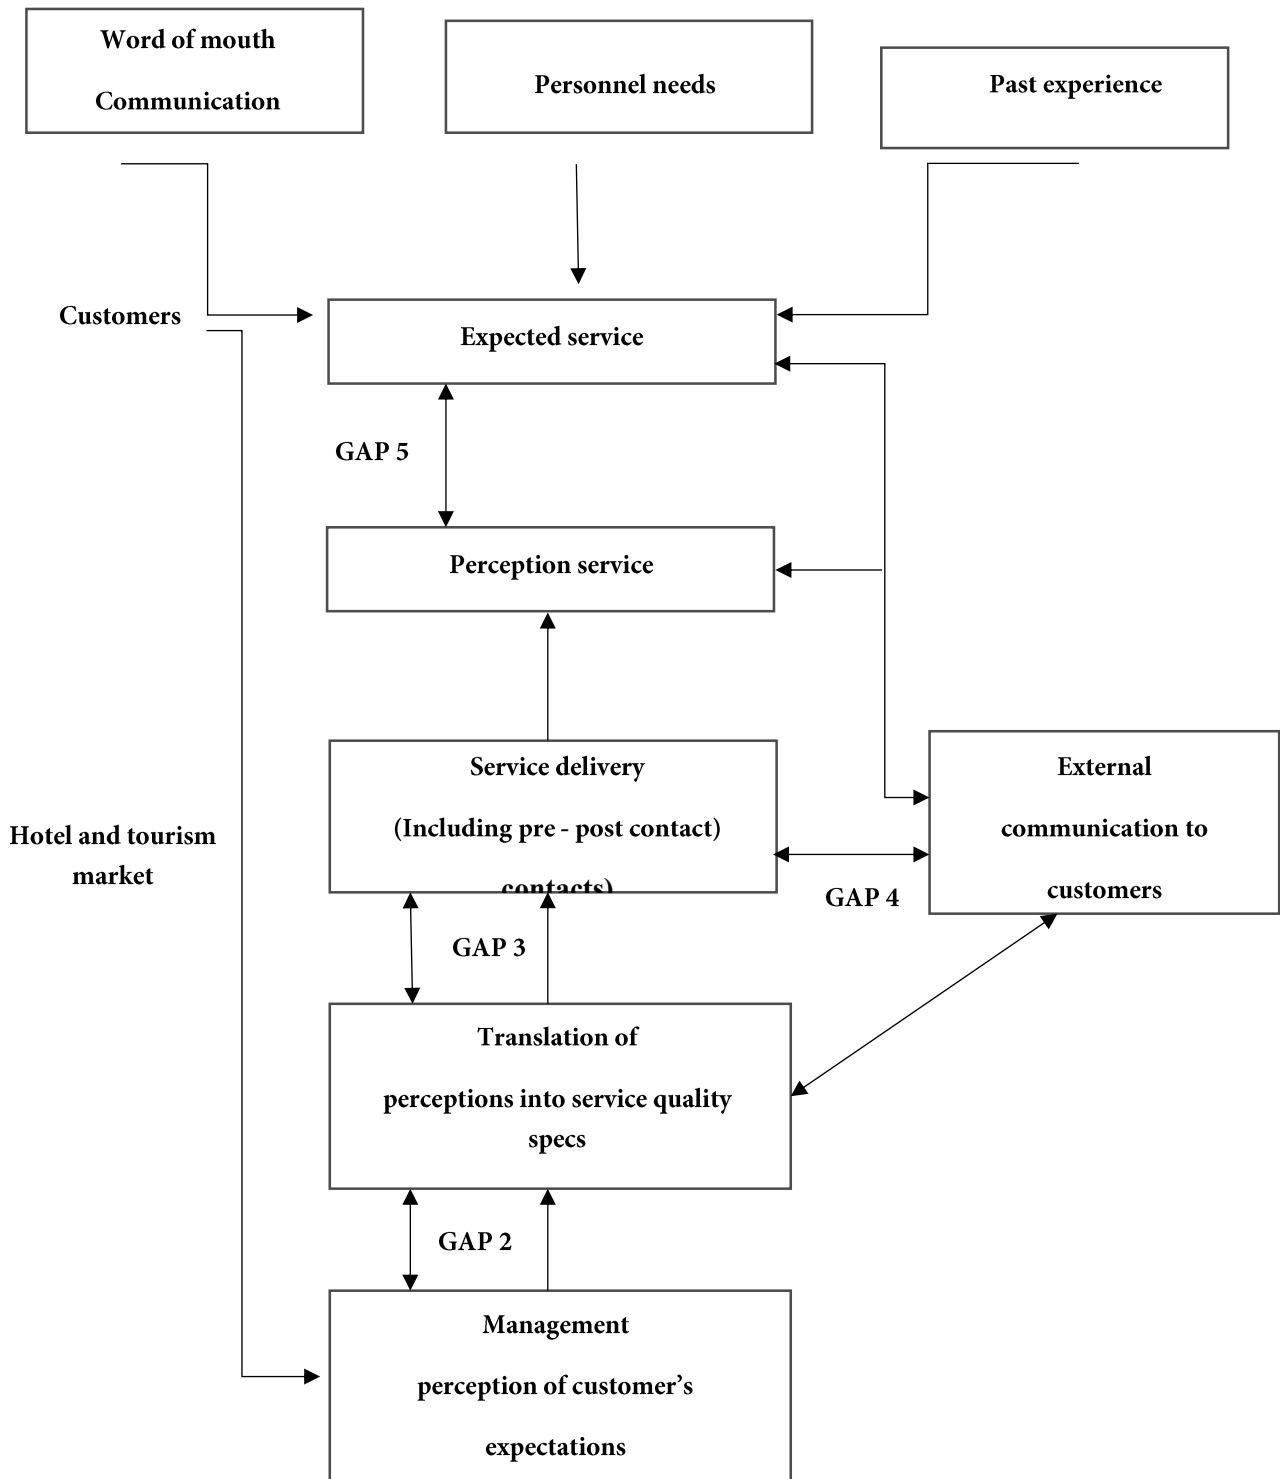 Word of mouth
Communication
Personnel needs
Past experience
Customers
Expected service
GAP 5
Perception service
Service delivery
(Including pre - post contact)
contacts)
External
communication to
customers
Hotel and tourism
market
GAP 4
GAP 3
Translation of
perceptions into service quality
specs
GAP 2
Management
perception of customer’s
expectations